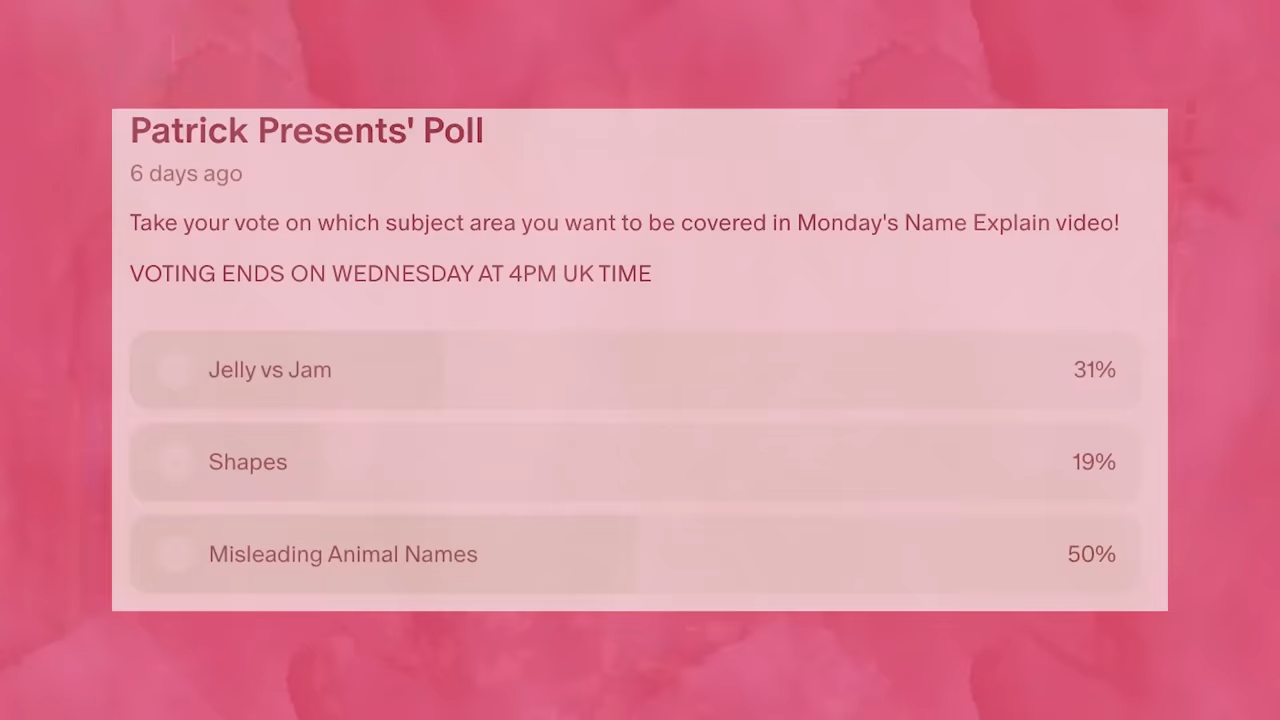 Patrick Presents' Poll
6 days ago
Take your vote on which subject area you want to be covered in Monday's Name Explain video!
VOTING ENDS ON WEDNESDAY AT 4PM UK TIME
Jelly vs Jam 31%
Shapes 19%
Misleading Animal Names 50%